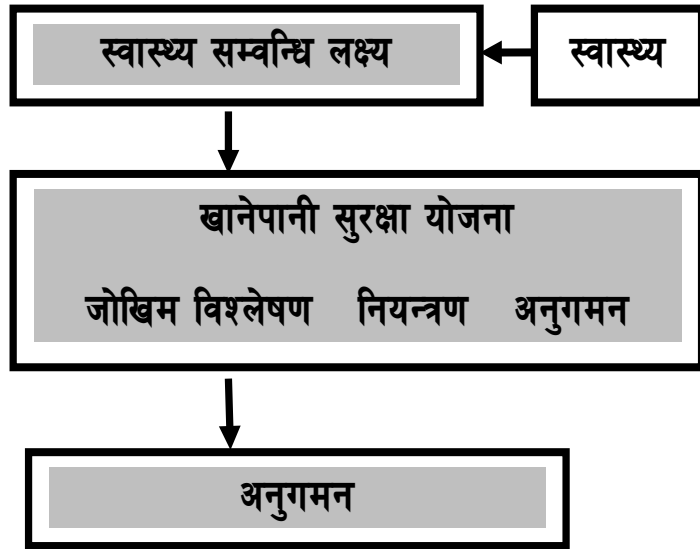 स्वास्थ्य सम्वन्धि लक्ष्य
स्वास्थ्य
खानेपानी सुरक्षा योजना
जोखिम विश्लेषण नियन्त्रण अनुगमन
अनुगमन